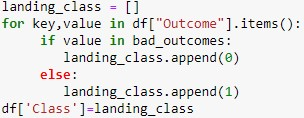 landing_class = []
for key,value in df["Outcome"].items():
    if value in bad_outcomes:
        landing_class.append(0)
    else:
        landing_class.append(1)
df['Class']=landing_class